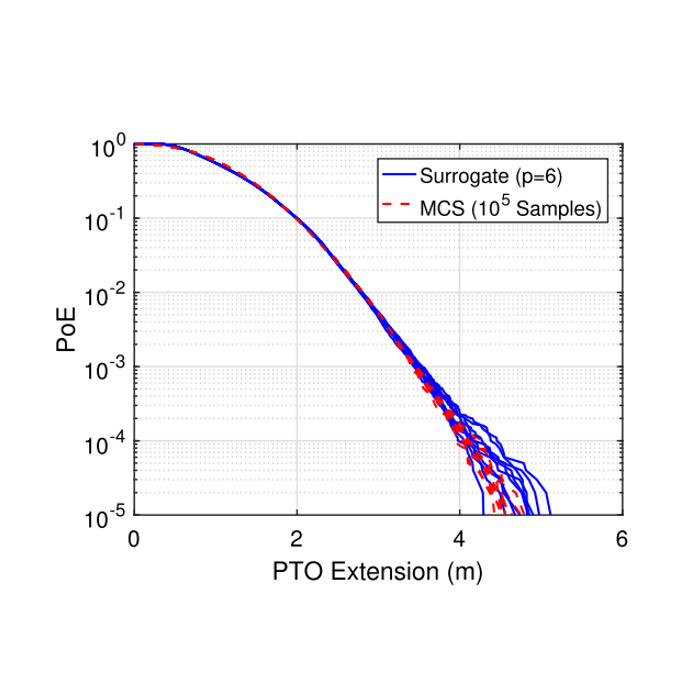 10^0
10^-1
10^-2
10^-3
10^-4
10^-5
PoE
Surrogate (p=6)
MCS (10^5 Samples)
0 2 4 6
PTO Extension (m)